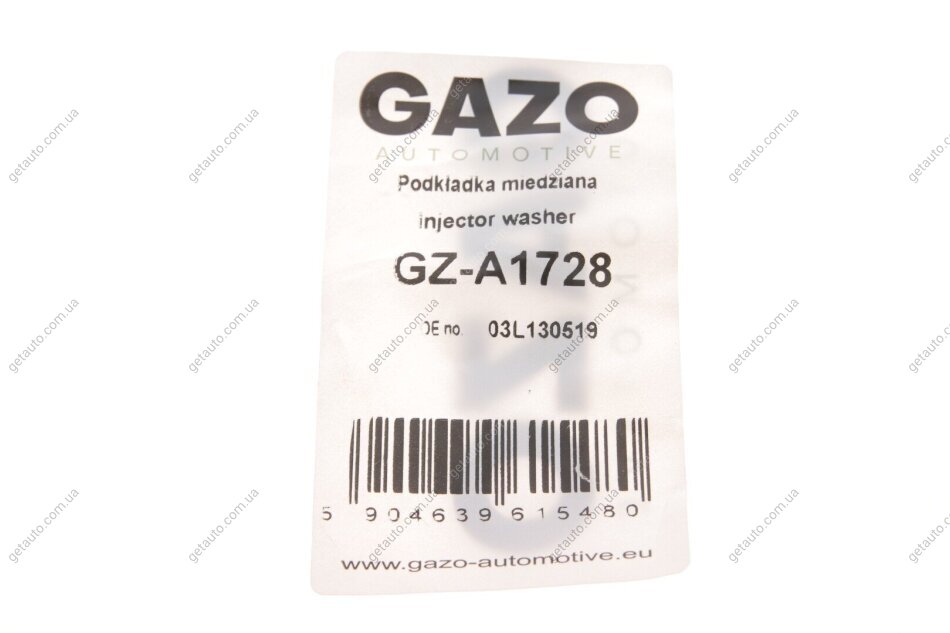 GAZO
AUTOMOTIVE
Podkładka miedziana
injector washer
GZ-A1728
OE no. 03L130519
5 904639 615480
www.gazo-automotive.eu
getauto.com.ua